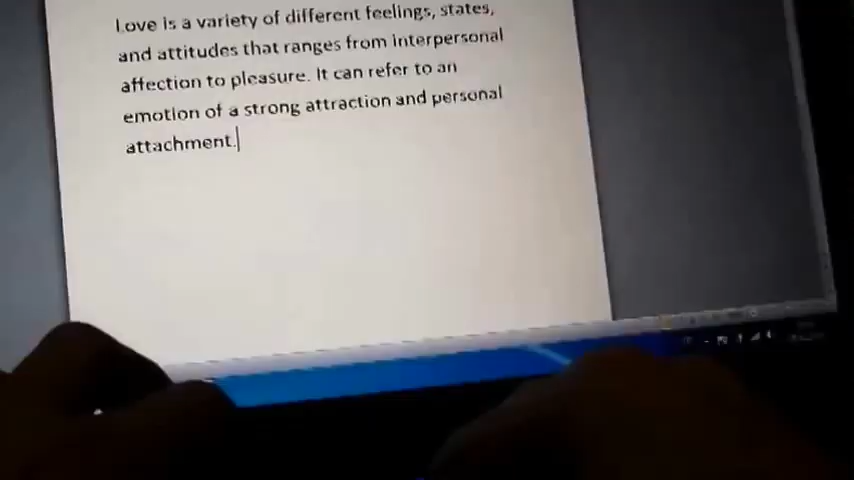 Love is a variety of different feelings, states,
and attitudes that ranges from interpersonal
affection to pleasure. It can refer to an
emotion of a strong attraction and personal
attachment.